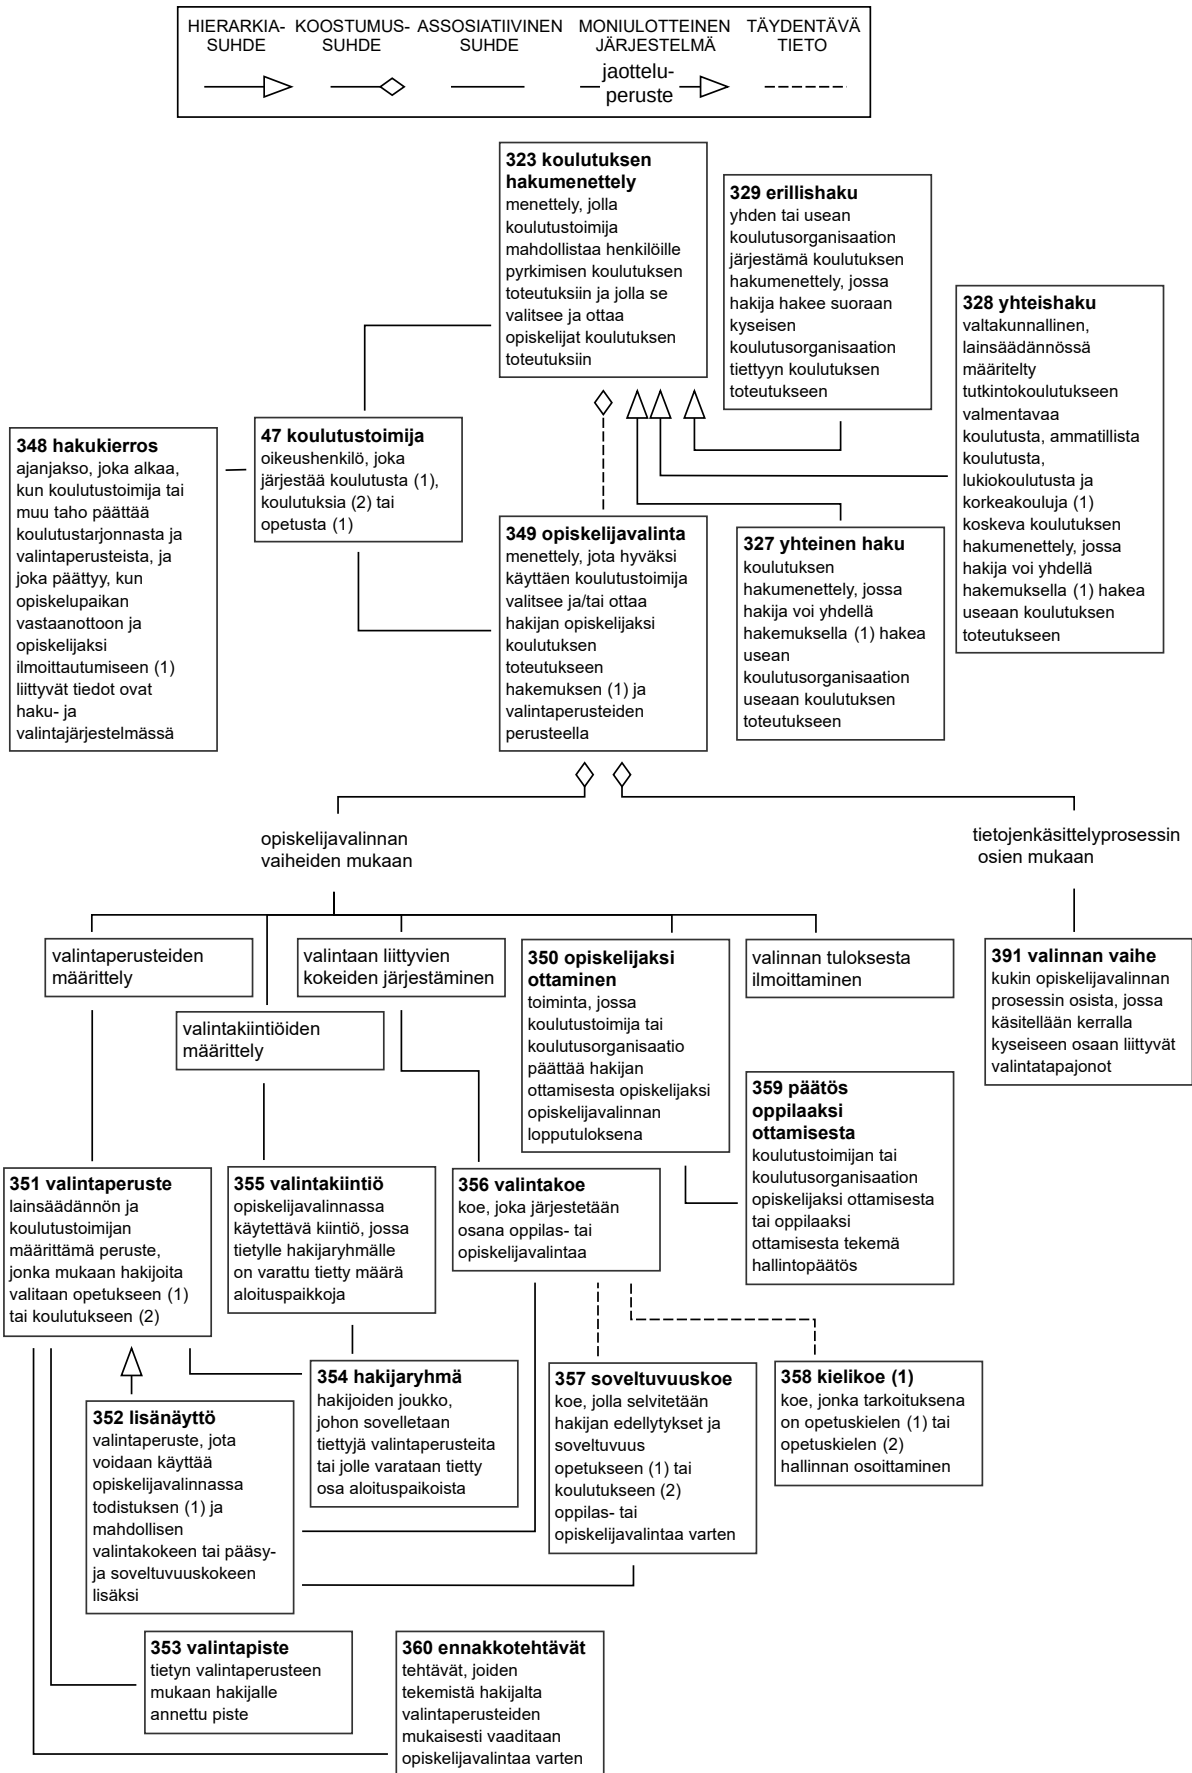 HIERARKIA-
SUHDE
KOOSTUMUS-
SUHDE
ASSOSIATIIVINEN
SUHDE
MONIULOTTEINEN
JÄRJESTELMÄ
TÄYDENTÄVÄ
TIETO
jaottelu-
peruste
323 koulutuksen
hakumenettely
menettely, jolla
koulutustoimija
mahdollistaa henkilöille
pyrkimisen koulutuksen
toteutuksiin ja jolla se
valitsee ja ottaa
opiskelijat koulutuksen
toteutuksiin
329 erillishaku
yhden tai usean
koulutusorganisaation
järjestämä koulutuksen
hakumenettely, jossa
hakija hakee suoraan
kyseisen
koulutusorganisaation
tiettyyn koulutuksen
toteutukseen
328 yhteishaku
valtakunnallinen,
lainsäädännössä
määritelty
tutkintokoulutukseen
valmentavaa
koulutusta, ammatillista
koulutusta,
lukiokoulutusta ja
korkeakouluja (1)
koskeva koulutuksen
hakumenettely, jossa
hakija voi yhdellä
hakemuksella (1) hakea
useaan koulutuksen
toteutukseen
348 hakukierros
ajanjakso, joka alkaa,
kun koulutustoimija tai
muu taho päättää
koulutustarjonnasta ja
valintaperusteista, ja
joka päättyy, kun
opiskelupaikan
vastaanottoon ja
opiskelijaksi
ilmoittautumiseen (1)
liittyvät tiedot ovat
haku- ja
valintajärjestelmässä
47 koulutustoimija
oikeushenkilö, joka
järjestää koulutusta (1),
koulutuksia (2) tai
opetusta (1)
349 opiskelijavalinta
menettely, jota hyväksi
käyttäen koulutustoimija
valitsee ja/tai ottaa
hakijan opiskelijaksi
koulutuksen
toteutukseen
hakemuksen (1) ja
valintaperusteiden
perusteella
327 yhteinen haku
koulutuksen
hakumenettely, jossa
hakija voi yhdellä
hakemuksella (1) hakea
usean
koulutusorganisaation
useaan koulutuksen
toteutukseen
opiskelijavalinnan
vaiheiden mukaan
tietojenkäsittelyprosessin
osien mukaan
valintaperusteiden
määrittely
valintakiintiöiden
määrittely
valintaan liittyvien
kokeiden järjestäminen
350 opiskelijaksi
ottaminen
toiminta, jossa
koulutustoimija tai
koulutusorganisaatio
päättää hakijan
ottamisesta opiskelijaksi
opiskelijavalinnan
lopputuloksena
valinnan tuloksesta
ilmoittaminen
391 valinnan vaihe
kukin opiskelijavalinnan
prosessin osista, jossa
käsitellään kerralla
kyseiseen osaan liittyvät
valintatapajonot
359 päätös
oppilaaksi
ottamisesta
koulutustoimijan tai
koulutusorganisaation
opiskelijaksi ottamisesta
tai oppilaaksi
ottamisesta tekemä
hallintopäätös
351 valintaperuste
lainsäädännön ja
koulutustoimijan
määrittämä peruste,
jonka mukaan hakijoita
valitaan opetukseen (1)
tai koulutukseen (2)
355 valintakiintiö
opiskelijavalinnassa
käytettävä kiintiö, jossa
tietylle hakijaryhmälle
on varattu tietty määrä
aloituspaikkoja
356 valintakoe
koe, joka järjestetään
osana oppilas- tai
opiskelijavalintaa
352 lisänäyttö
valintaperuste, jota
voidaan käyttää
opiskelijavalinnassa
todistuksen (1) ja
mahdollisen
valintakokeen tai pääsy-
ja soveltuvuuskokeen
lisäksi
354 hakijaryhmä
hakijoiden joukko,
johon sovelletaan
tiettyjä valintaperusteita
tai jolle varataan tietty
osa aloituspaikoista
357 soveltuvuuskoe
koe, jolla selvitetään
hakijan edellytykset ja
soveltuvuus
opetukseen (1) tai
koulutukseen (2)
oppilas- tai
opiskelijavalintaa varten
358 kielikoe (1)
koe, jonka tarkoituksena
on opetuskielen (1) tai
opetuskielen (2)
hallinnan osoittaminen
353 valintapiste
tietyn valintaperusteen
mukaan hakijalle
annettu piste
360 ennakkotehtävät
tehtävät, joiden
tekemistä hakijalta
valintaperusteiden
mukaisesti vaaditaan
opiskelijavalintaa varten